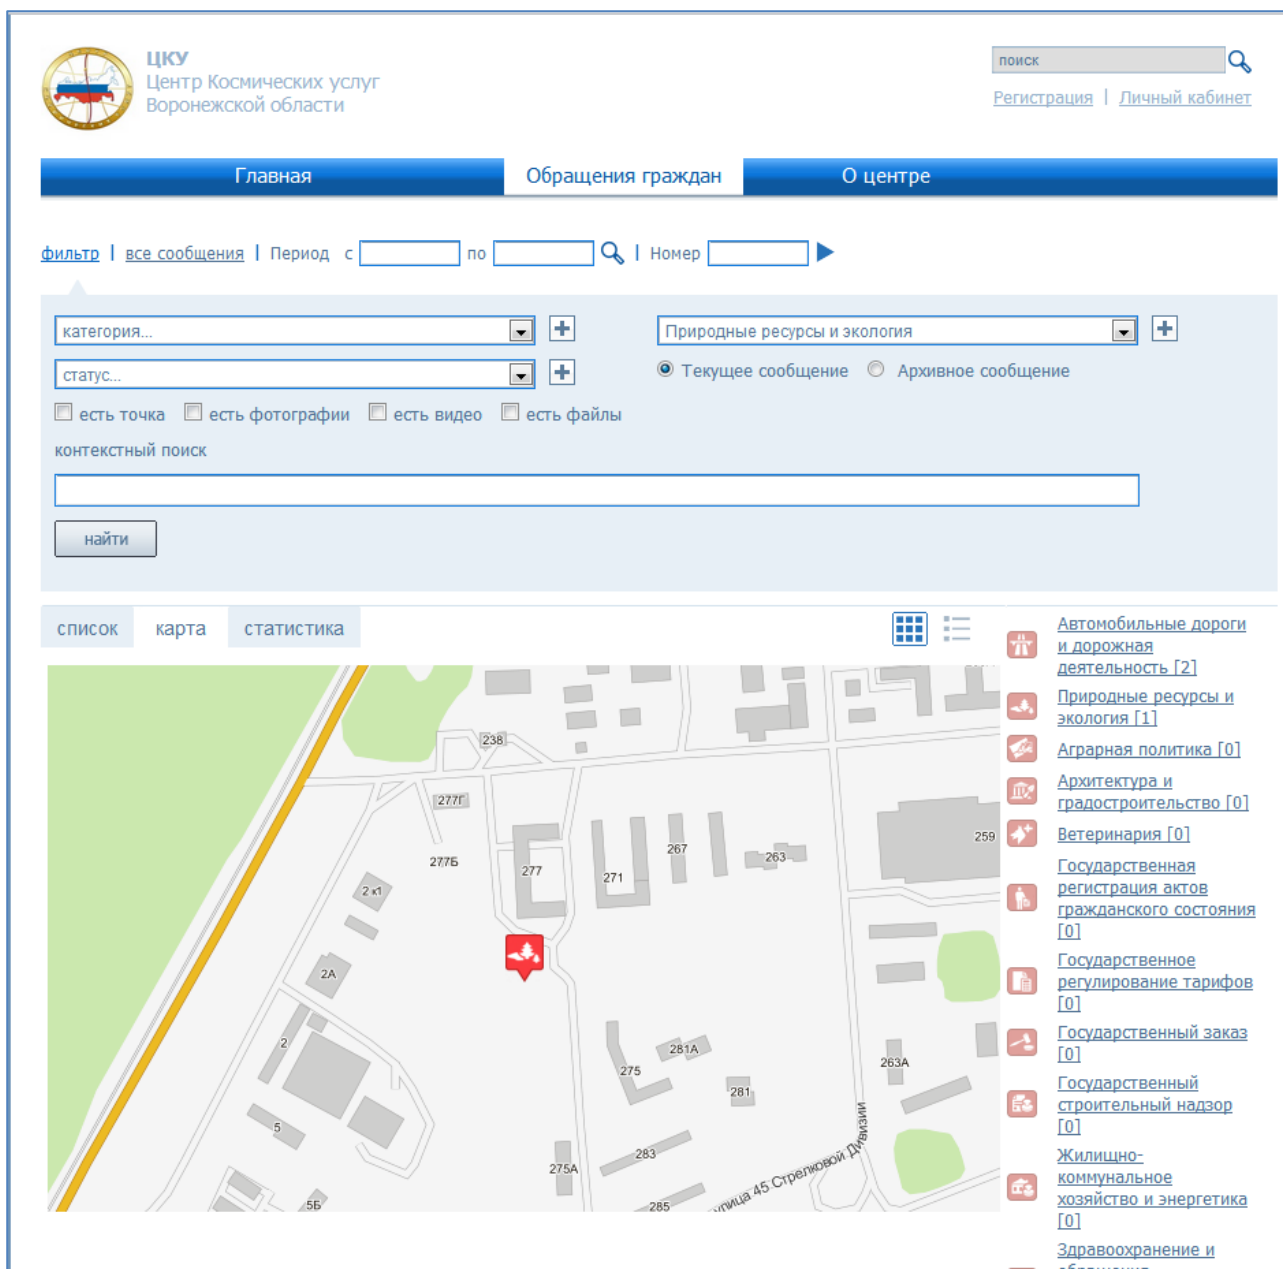 ЦКУ
Центр Космических услуг
Воронежской области
поиск
Регистрация | Личный кабинет
Главная
Обращения граждан
О центре
фильтр | все сообщения | Период с по | Номер
категория...
Природные ресурсы и экология
статус...
Текущее сообщение
Архивное сообщение
есть точка
есть фотографии
есть видео
есть файлы
контекстный поиск
найти
список
карта
статистика
238
277Г
277Б
277
271
267
263
259
2 к1
2А
2
5
5Б
275
281А
281
263А
275А
283
285
улица 45 Стрелковой Дивизии
Автомобильные дороги
и дорожная
деятельность [2]
Природные ресурсы и
экология [1]
Аграрная политика [0]
Архитектура и
градостроительство [0]
Ветеринария [0]
Государственная
регистрация актов
гражданского состояния
[0]
Государственное
регулирование тарифов
[0]
Государственный заказ
[0]
Государственный
строительный надзор
[0]
Жилищно-
коммунальное
хозяйство и энергетика
[0]
Здравоохранение и